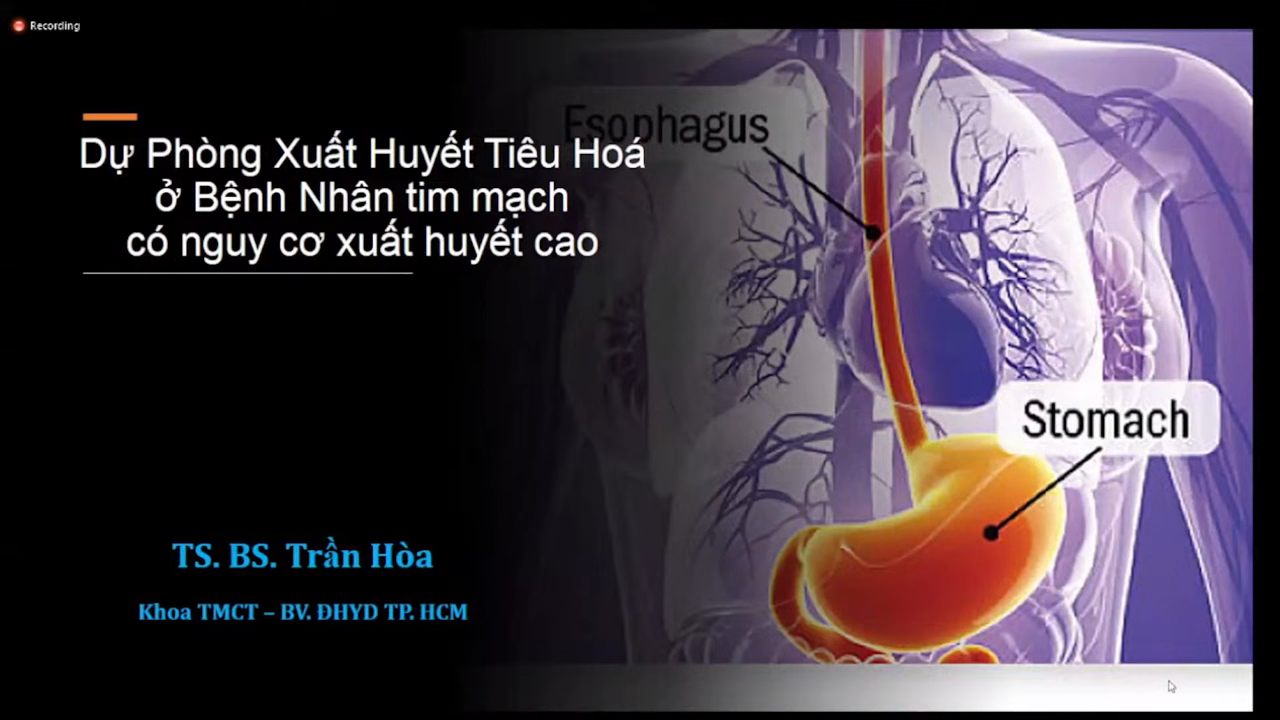 Recording
Esophagus
Dự Phòng Xuất Huyết Tiêu Hoá
ở Bệnh Nhân tim mạch
có nguy cơ xuất huyết cao
Stomach
TS. BS. Trần Hòa
Khoa TMCT – BV. ĐHYD TP. HCM